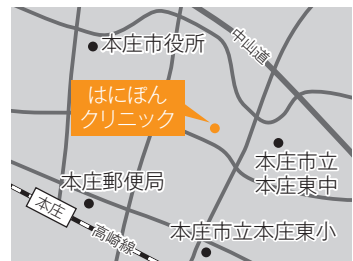 本庄市役所
中山道
はにぽん
クリニック
本庄市立
本庄東中
本庄郵便局
本庄
高崎線
本庄市立本庄東小